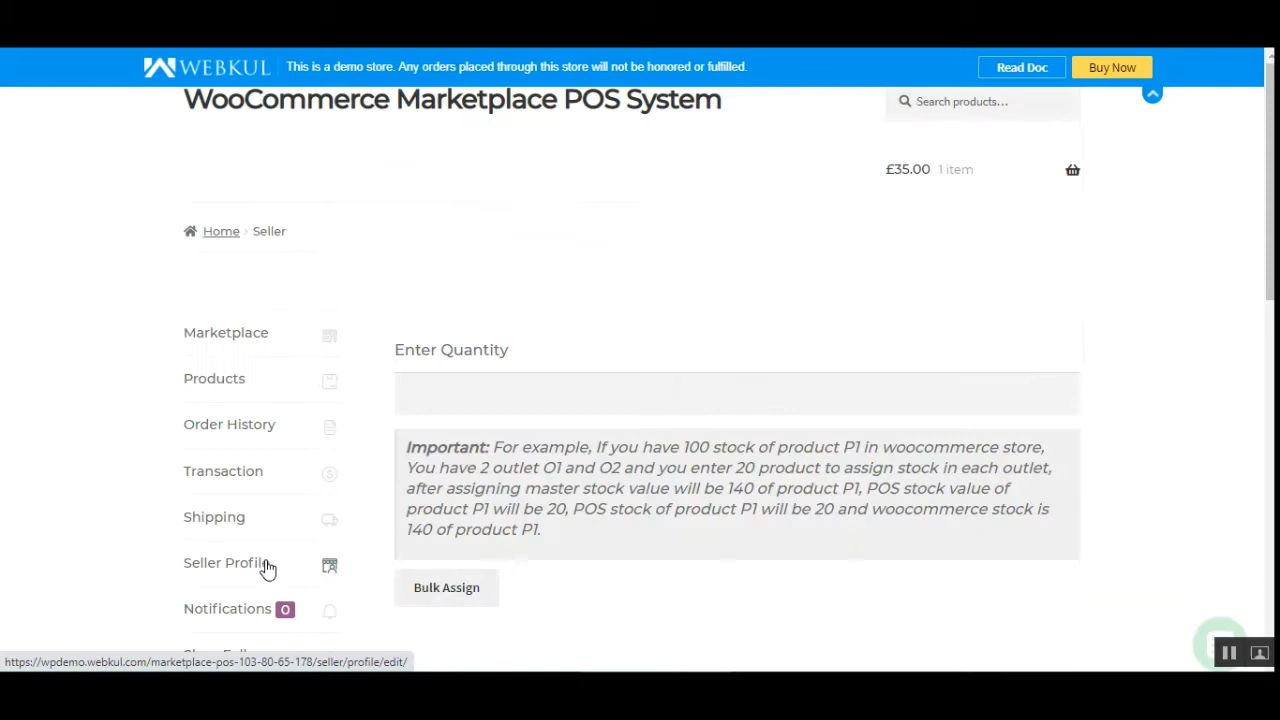 WEBKUL
This is a demo store. Any orders placed through this store will not be honored or fulfilled.
Read Doc
Buy Now
WooCommerce Marketplace POS System
Search products…
£35.00 1 item
Home › Seller
Marketplace
Products
Order History
Transaction
Shipping
Seller Profile
Notifications 0
Enter Quantity
Important: For example, If you have 100 stock of product P1 in woocommerce store,
You have 2 outlet O1 and O2 and you enter 20 product to assign stock in each outlet,
after assigning master stock value will be 140 of product P1, POS stock value of
product P1 will be 20, POS stock of product P1 will be 20 and woocommerce stock is
140 of product P1.
Bulk Assign
https://wpdemo.webkul.com/marketplace-pos-103-80-65-178/seller/profile/edit/